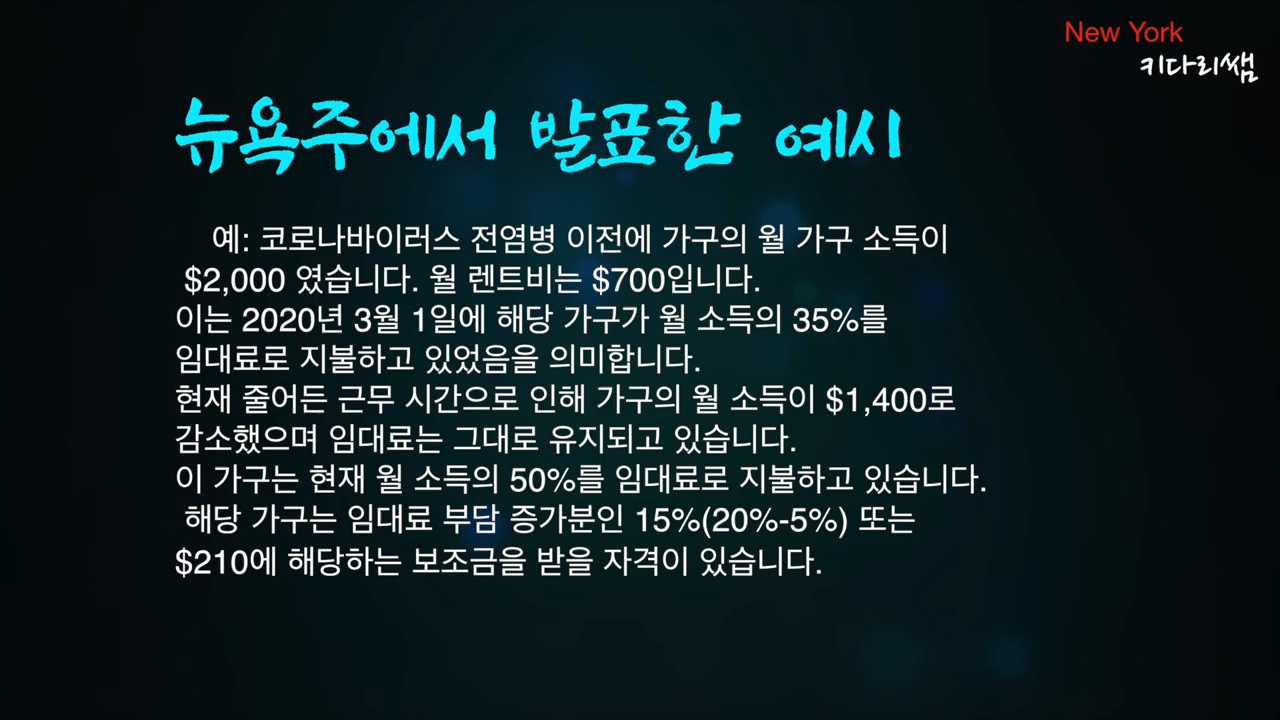 New York
키다리쌤
뉴욕주에서 발표한 예시
예: 코로나바이러스 전염병 이전에 가구의 월 가구 소득이
$2,000 였습니다. 월 렌트비는 $700입니다.
이는 2020년 3월 1일에 해당 가구가 월 소득의 35%를
임대료로 지불하고 있었음을 의미합니다.
현재 줄어든 근무 시간으로 인해 가구의 월 소득이 $1,400로
감소했으며 임대료는 그대로 유지되고 있습니다.
이 가구는 현재 월 소득의 50%를 임대료로 지불하고 있습니다.
해당 가구는 임대료 부담 증가분인 15%(20%-5%) 또는
$210에 해당하는 보조금을 받을 자격이 있습니다.